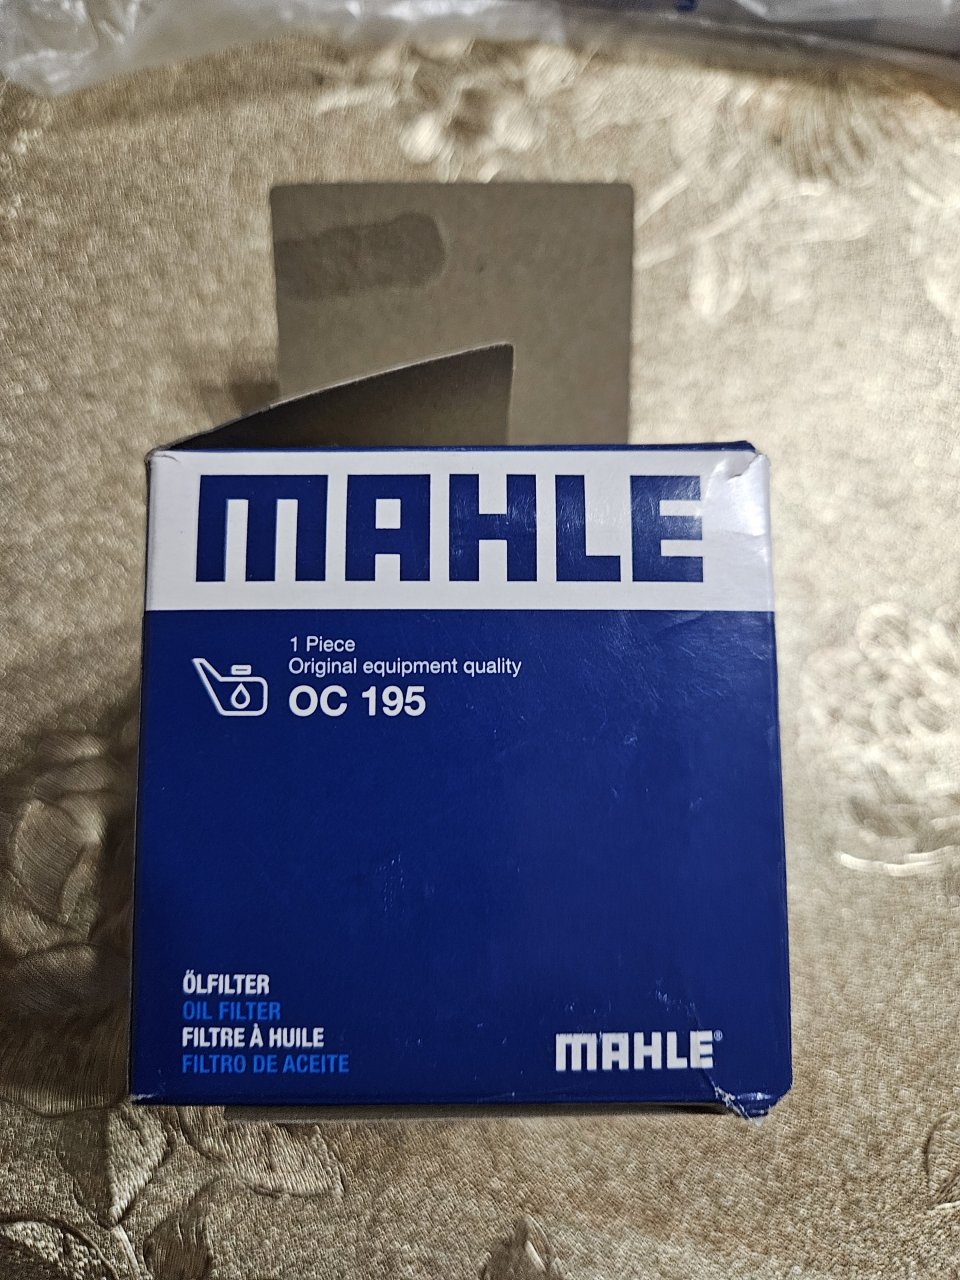 MAHLE
1 Piece
Original equipment quality
OC 195
ÖLFILTER
OIL FILTER
FILTRE À HUILE
FILTRO DE ACEITE
MAHLE®